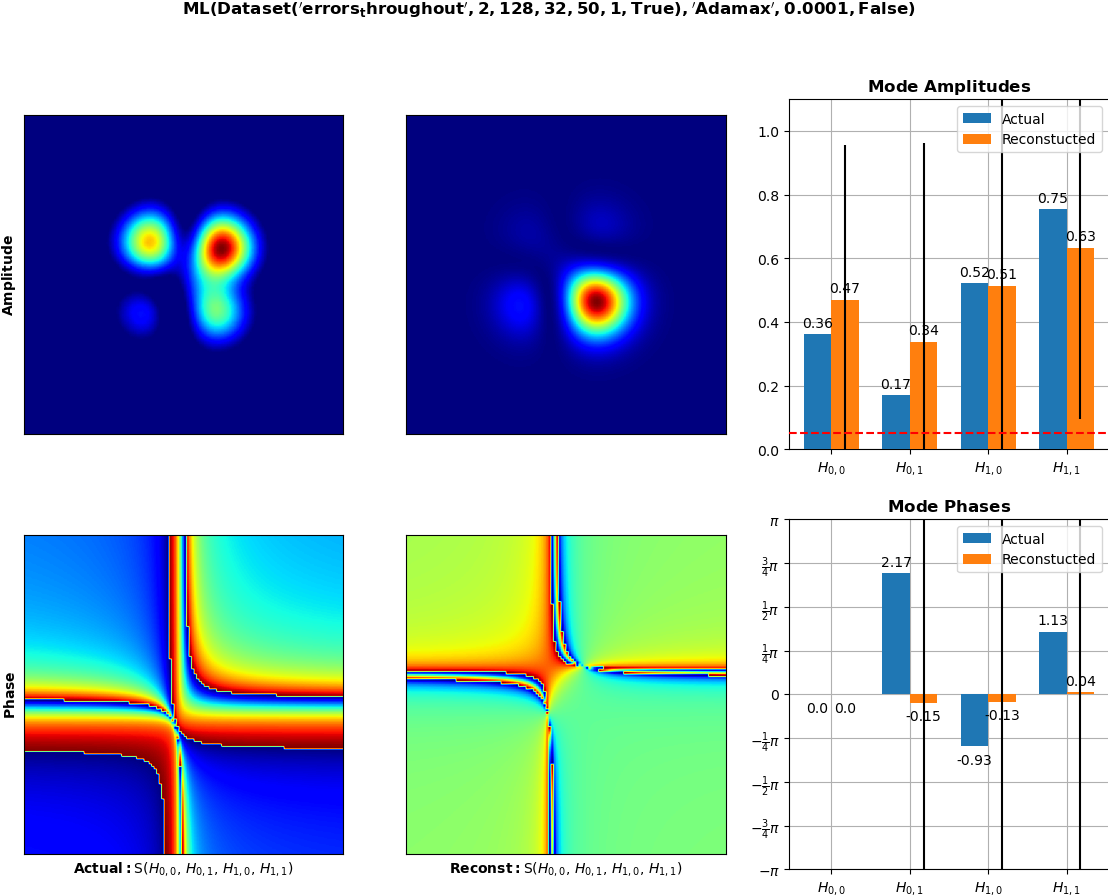 ML(Dataset('errors_throughout', 2, 128, 32, 50, 1, True), 'Adamax', 0.0001, False)
Amplitude
Mode Amplitudes
Actual
Reconstucted
1.0
0.8
0.6
0.4
0.2
0.0
0.36
0.47
0.17
0.34
0.52
0.51
0.75
0.63
H0,0
H0,1
H1,0
H1,1
Phase
Actual: S(H0,0, H0,1, H1,0, H1,1)
Reconst: S(H0,0, H0,1, H1,0, H1,1)
Mode Phases
Actual
Reconstucted
π
3/4π
1/2π
1/4π
0
−1/4π
−1/2π
−3/4π
−π
0.0
0.0
2.17
-0.15
-0.93
-0.13
1.13
0.04
H0,0
H0,1
H1,0
H1,1